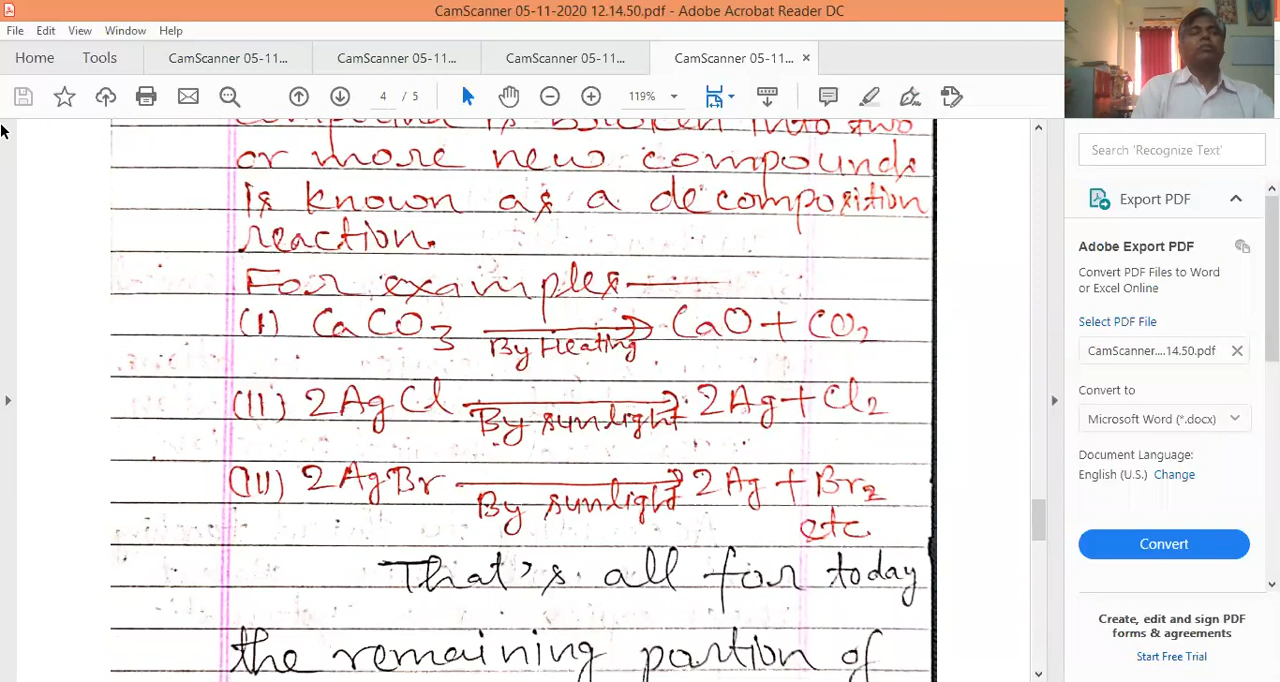 CamScanner 05-11-2020 12.14.50.pdf - Adobe Acrobat Reader DC
File Edit View Window Help
Home Tools CamScanner 05-11... CamScanner 05-11... CamScanner 05-11... CamScanner 05-11... ×
4 / 5 119%
Compound is broken into two
or more new compounds
is known as a decomposition
reaction.
For examples——
(I) CaCO3 By Heating CaO + CO2
(II) 2AgCl By sunlight 2Ag + Cl2
(III) 2AgBr By sunlight 2Ag + Br2
etc
That's all for today
the remaining portion of
Search 'Recognize Text'
Export PDF
Adobe Export PDF
Convert PDF Files to Word
or Excel Online
Select PDF File
CamScanner....14.50.pdf
Convert to
Microsoft Word (*.docx)
Document Language:
English (U.S.) Change
Convert
Create, edit and sign PDF
forms & agreements
Start Free Trial